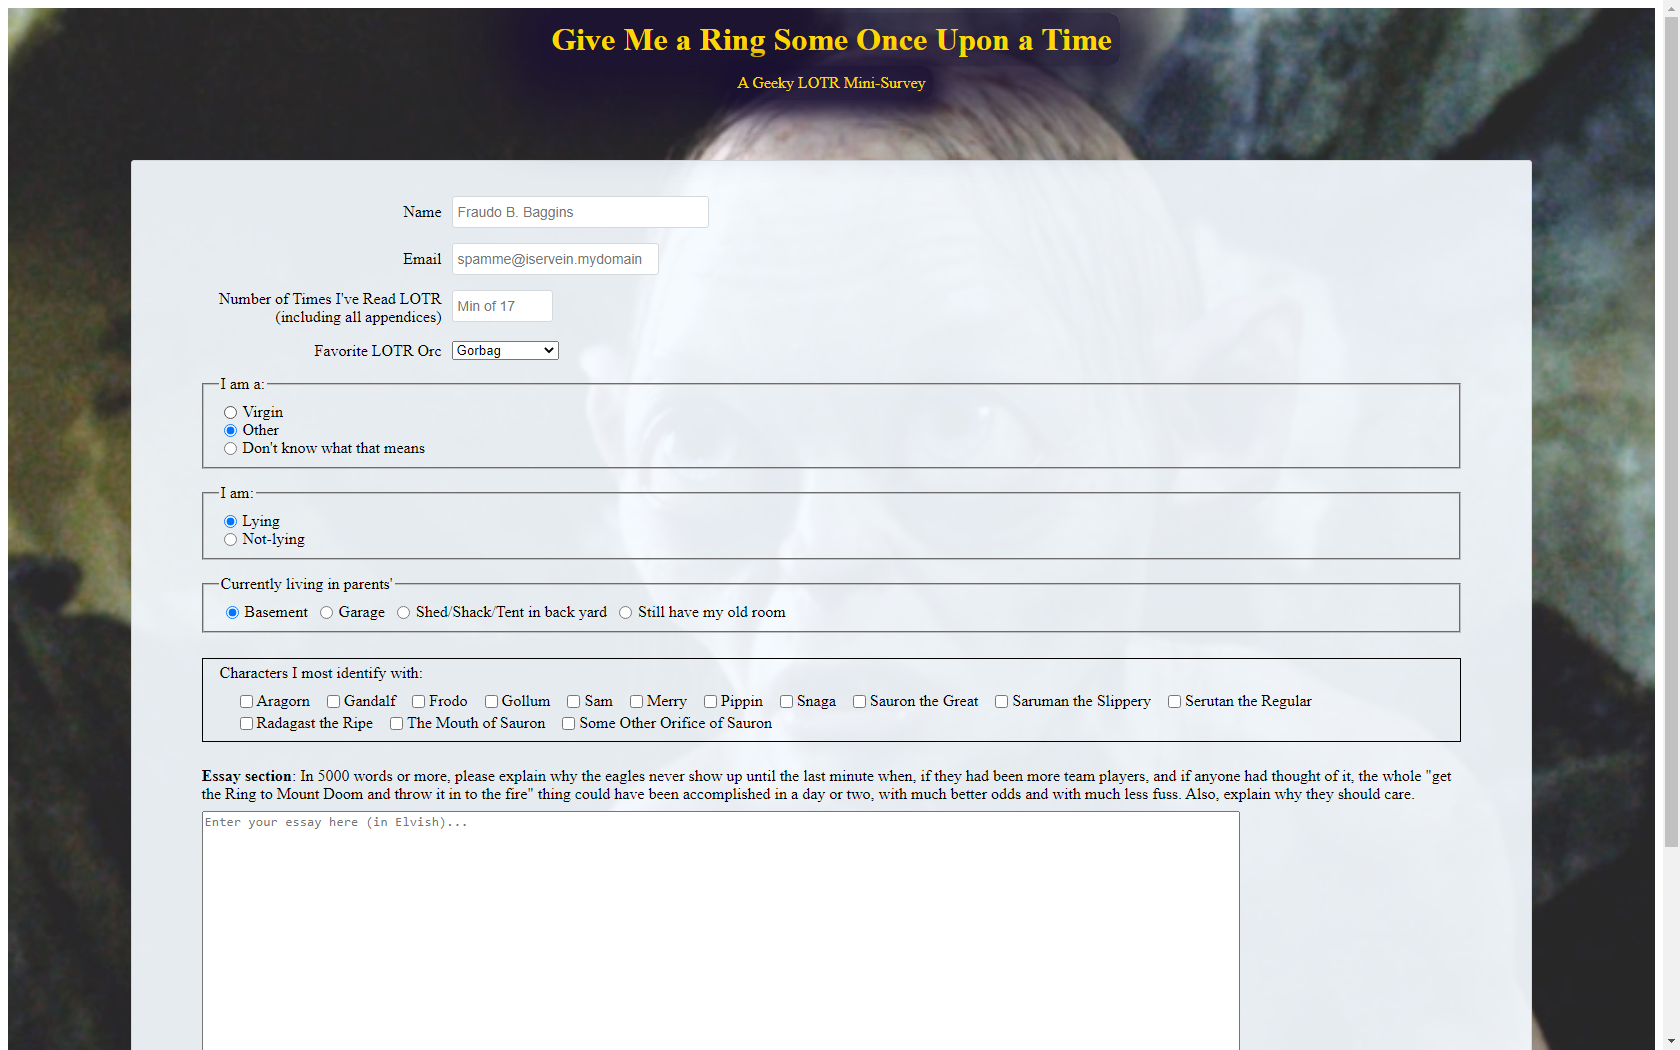 Give Me a Ring Some Once Upon a Time
A Geeky LOTR Mini-Survey
Name
Fraudo B. Baggins
Email
spamme@iservein.mydomain
Number of Times I've Read LOTR
(including all appendices)
Min of 17
Favorite LOTR Orc
Gorbag
I am a:
Virgin
Other
Don't know what that means
I am:
Lying
Not-lying
Currently living in parents'
Basement Garage Shed/Shack/Tent in back yard Still have my old room
Characters I most identify with:
Aragorn Gandalf Frodo Gollum Sam Merry Pippin Snaga Sauron the Great Saruman the Slippery Serutan the Regular
Radagast the Ripe The Mouth of Sauron Some Other Orifice of Sauron
Essay section: In 5000 words or more, please explain why the eagles never show up until the last minute when, if they had been more team players, and if anyone had thought of it, the whole "get
the Ring to Mount Doom and throw it in to the fire" thing could have been accomplished in a day or two, with much better odds and with much less fuss. Also, explain why they should care.
Enter your essay here (in Elvish)...